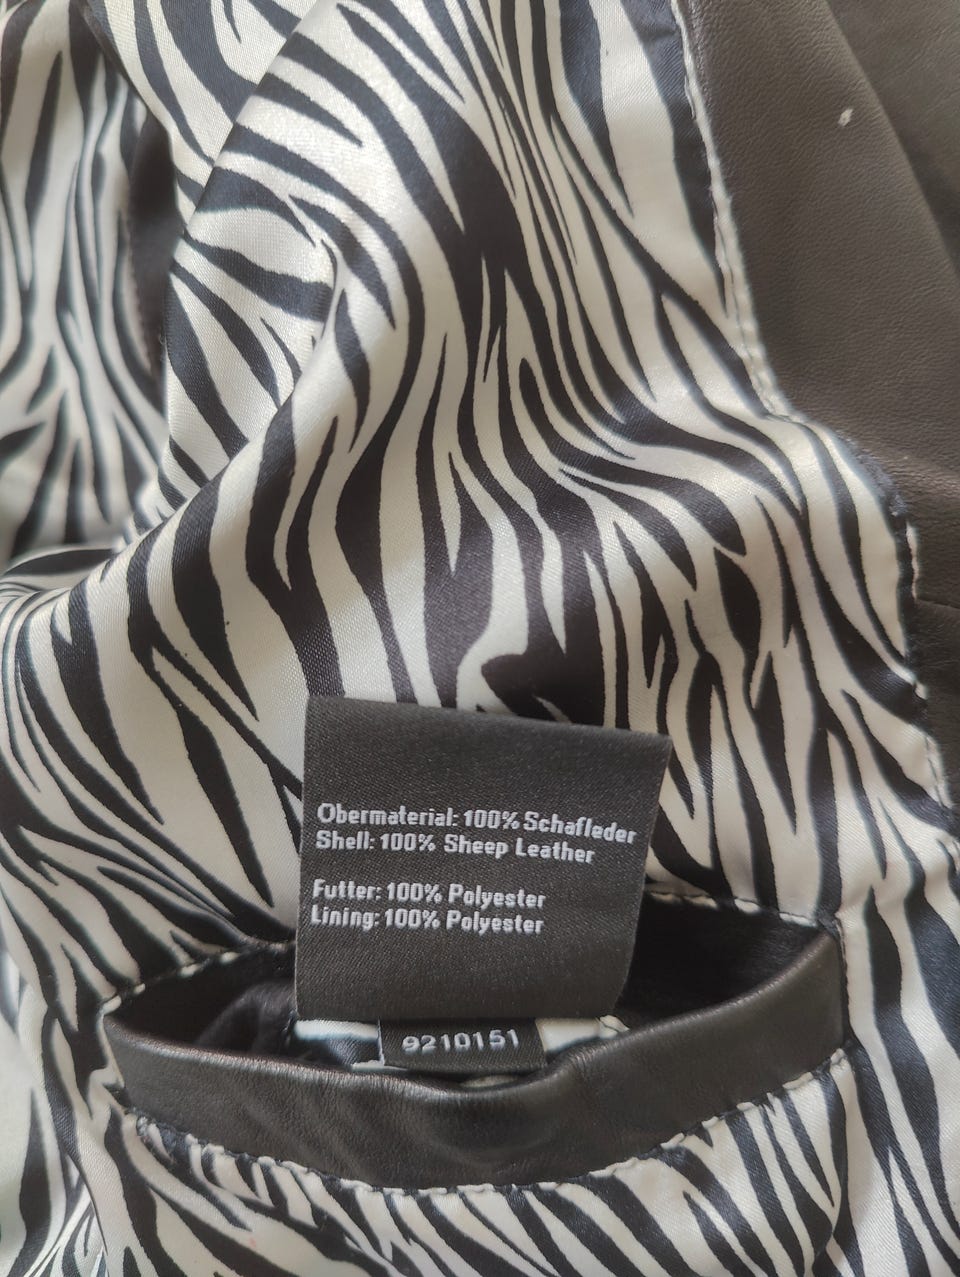 Obermaterial: 100% Schafleder
Shell: 100% Sheep Leather
Futter: 100% Polyester
Lining: 100% Polyester
9210151